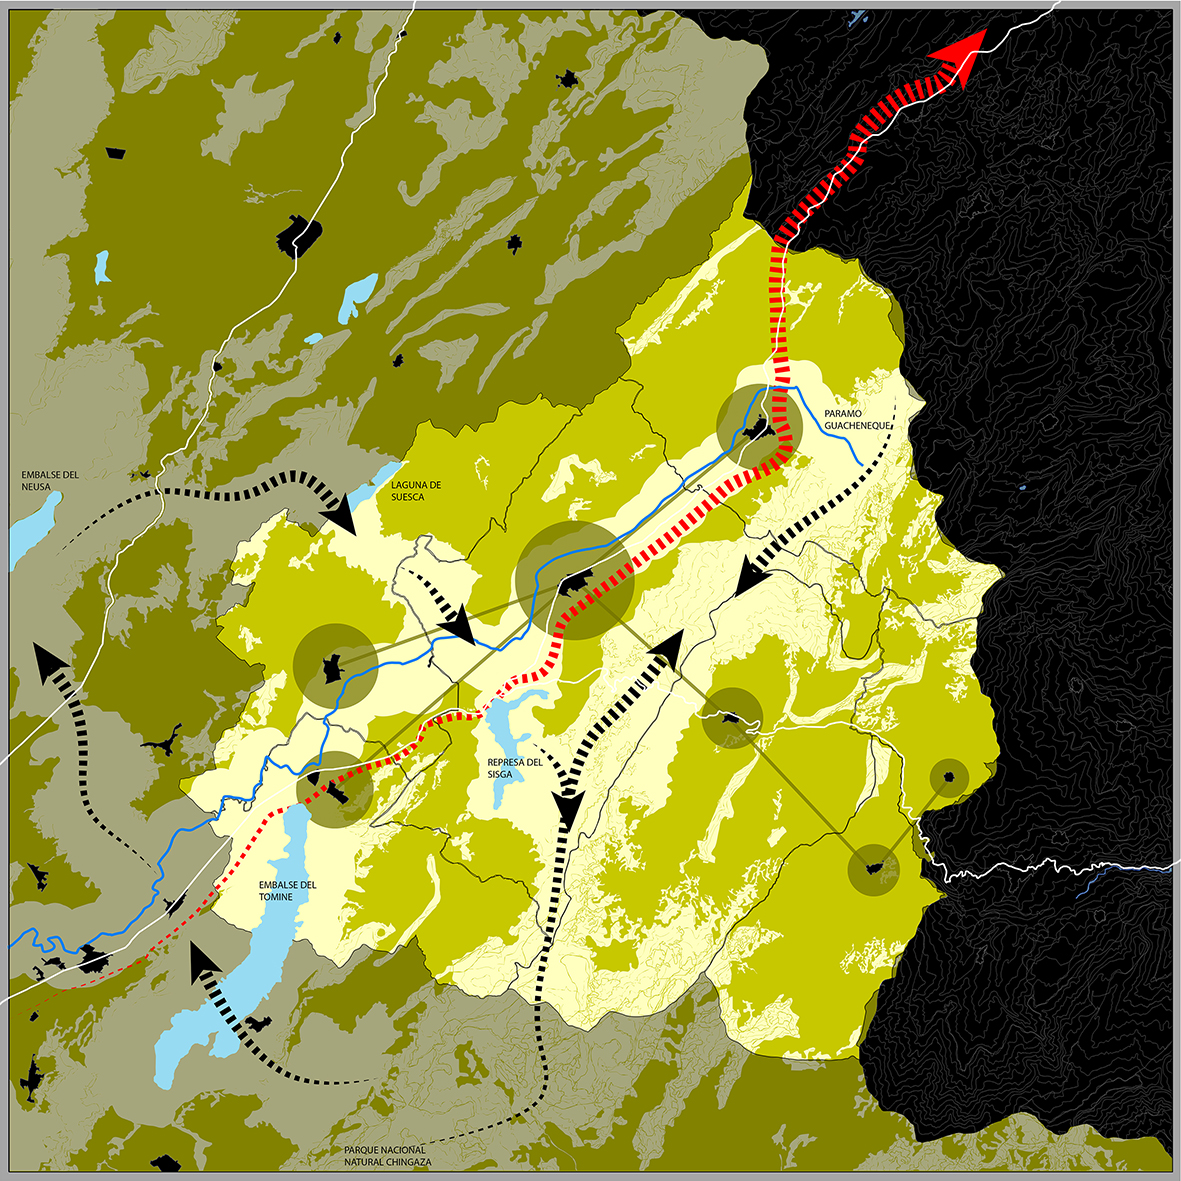 PARAMO
GUACHENEQUE
EMBALSE DEL
NEUSA
LAGUNA DE
SUESCA
REPRESA DEL
SISGA
EMBALSE DEL
TOMINE
PARQUE NACIONAL
NATURAL CHINGAZA